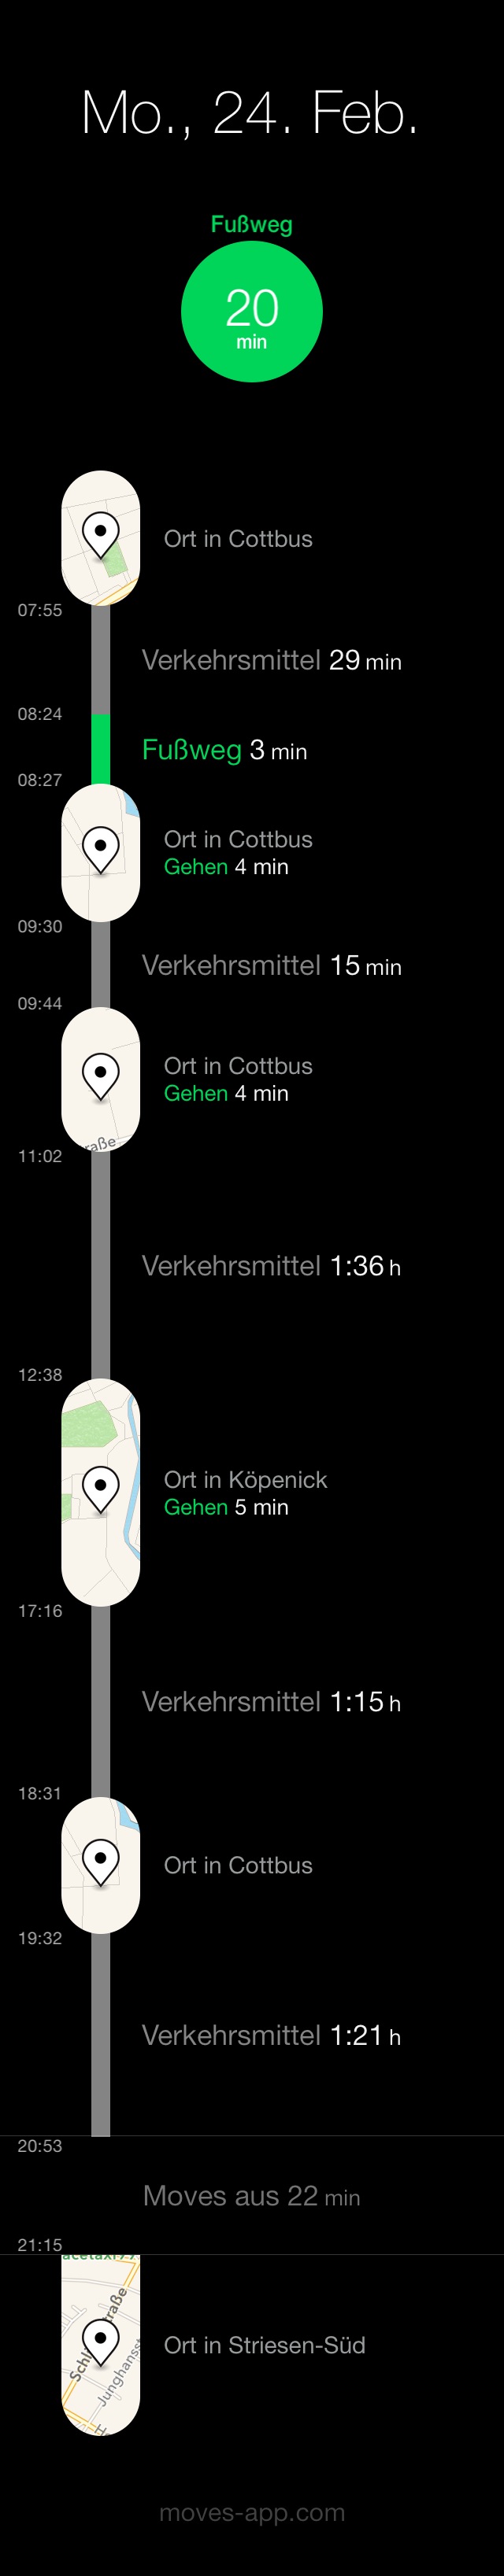 Mo., 24. Feb.
Fußweg
20
min
Ort in Cottbus
07:55
Verkehrsmittel 29 min
08:24
Fußweg 3 min
08:27
Ort in Cottbus
Gehen 4 min
09:30
Verkehrsmittel 15 min
09:44
Ort in Cottbus
Gehen 4 min
raße
11:02
Verkehrsmittel 1:36 h
12:38
Ort in Köpenick
Gehen 5 min
17:16
Verkehrsmittel 1:15 h
18:31
Ort in Cottbus
19:32
Verkehrsmittel 1:21 h
20:53
Moves aus 22 min
21:15
Schl
traße
Junghansst
Ort in Striesen-Süd
moves-app.com